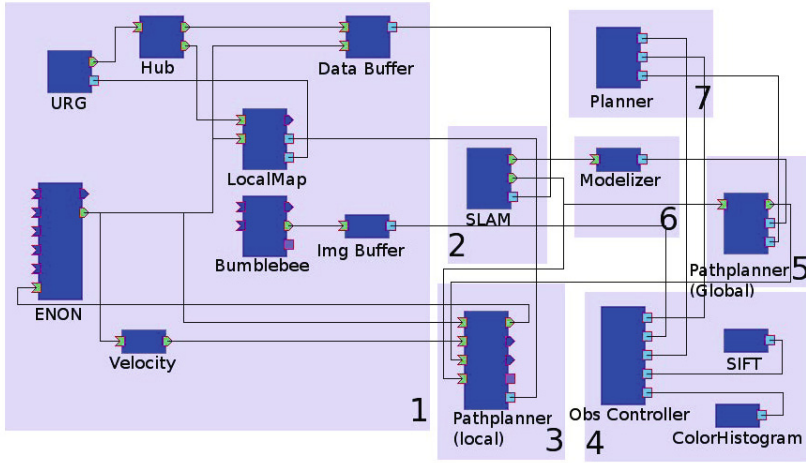 Hub
Data Buffer
URG
LocalMap
ENON
Bumblebee
Img Buffer
Velocity
1
SLAM
2
Pathplanner
(local)
3
Planner
7
Modelizer
6
Pathplanner
(Global)
5
Obs Controller
SIFT
ColorHistogram
4